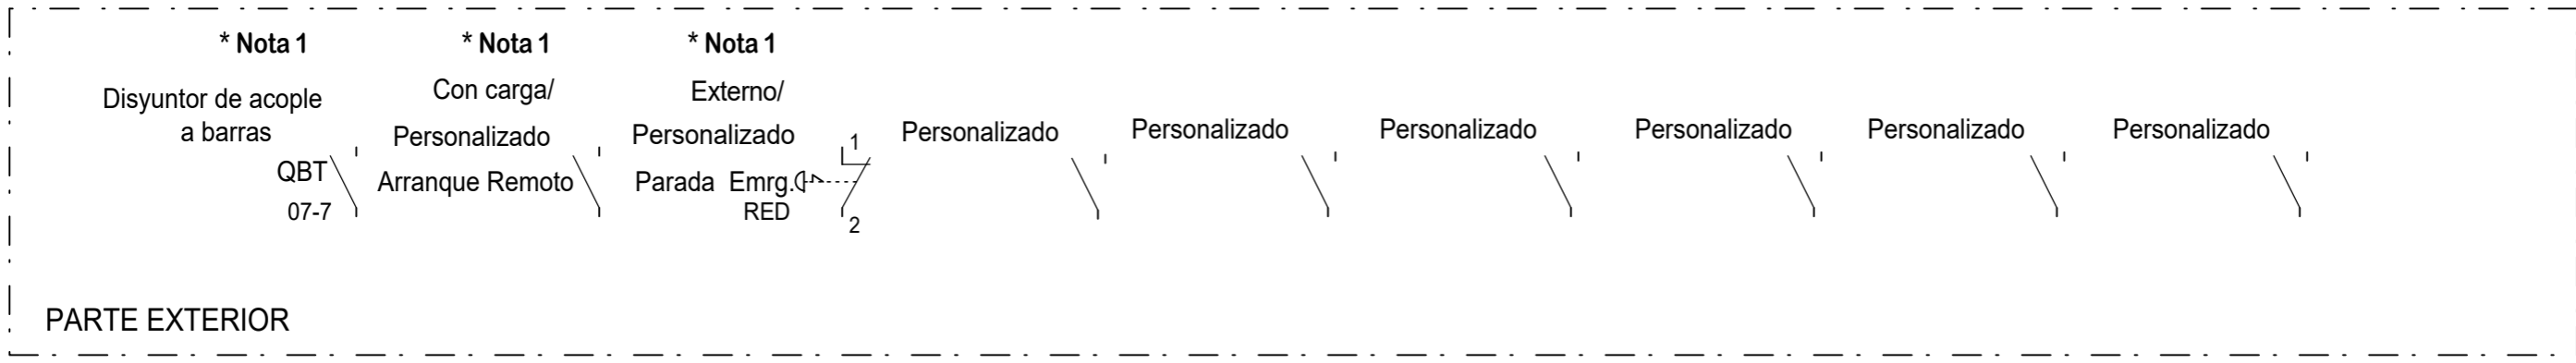 * Nota 1
* Nota 1
* Nota 1
Disyuntor de acople
a barras
QBT
07-7
Con carga/
Personalizado
Arranque Remoto
Externo/
Personalizado
Parada Emrg.
RED
1
2
Personalizado
Personalizado
Personalizado
Personalizado
Personalizado
Personalizado
PARTE EXTERIOR